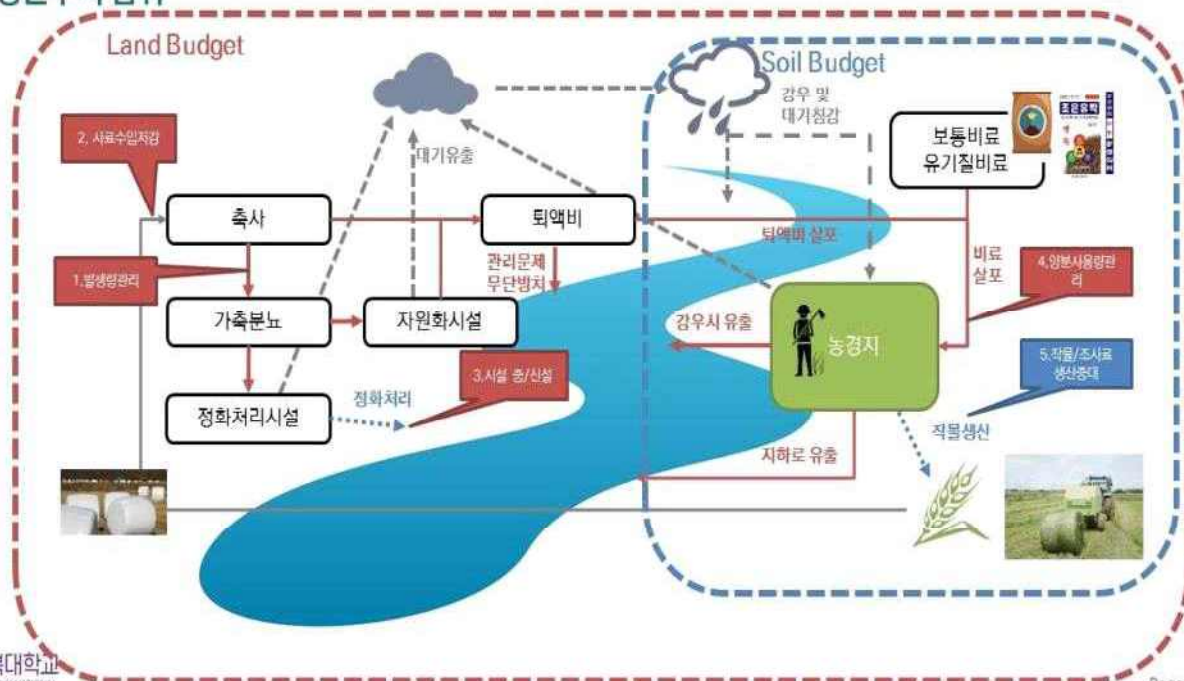 Land Budget
Soil Budget
2. 사료수입저감
강우 및
대기침강
보통비료
유기질비료
대기유출
축사
퇴액비
퇴액비 살포
비료
살포
1.발생량관리
관리문제
무단방치
4.양분사용량관
리
가축분뇨
자원화시설
강우시 유출
농경지
3.시설 증/신설
5.작물/조사료
생산증대
정화처리시설
정화처리
작물생산
지하로 유출
대학교